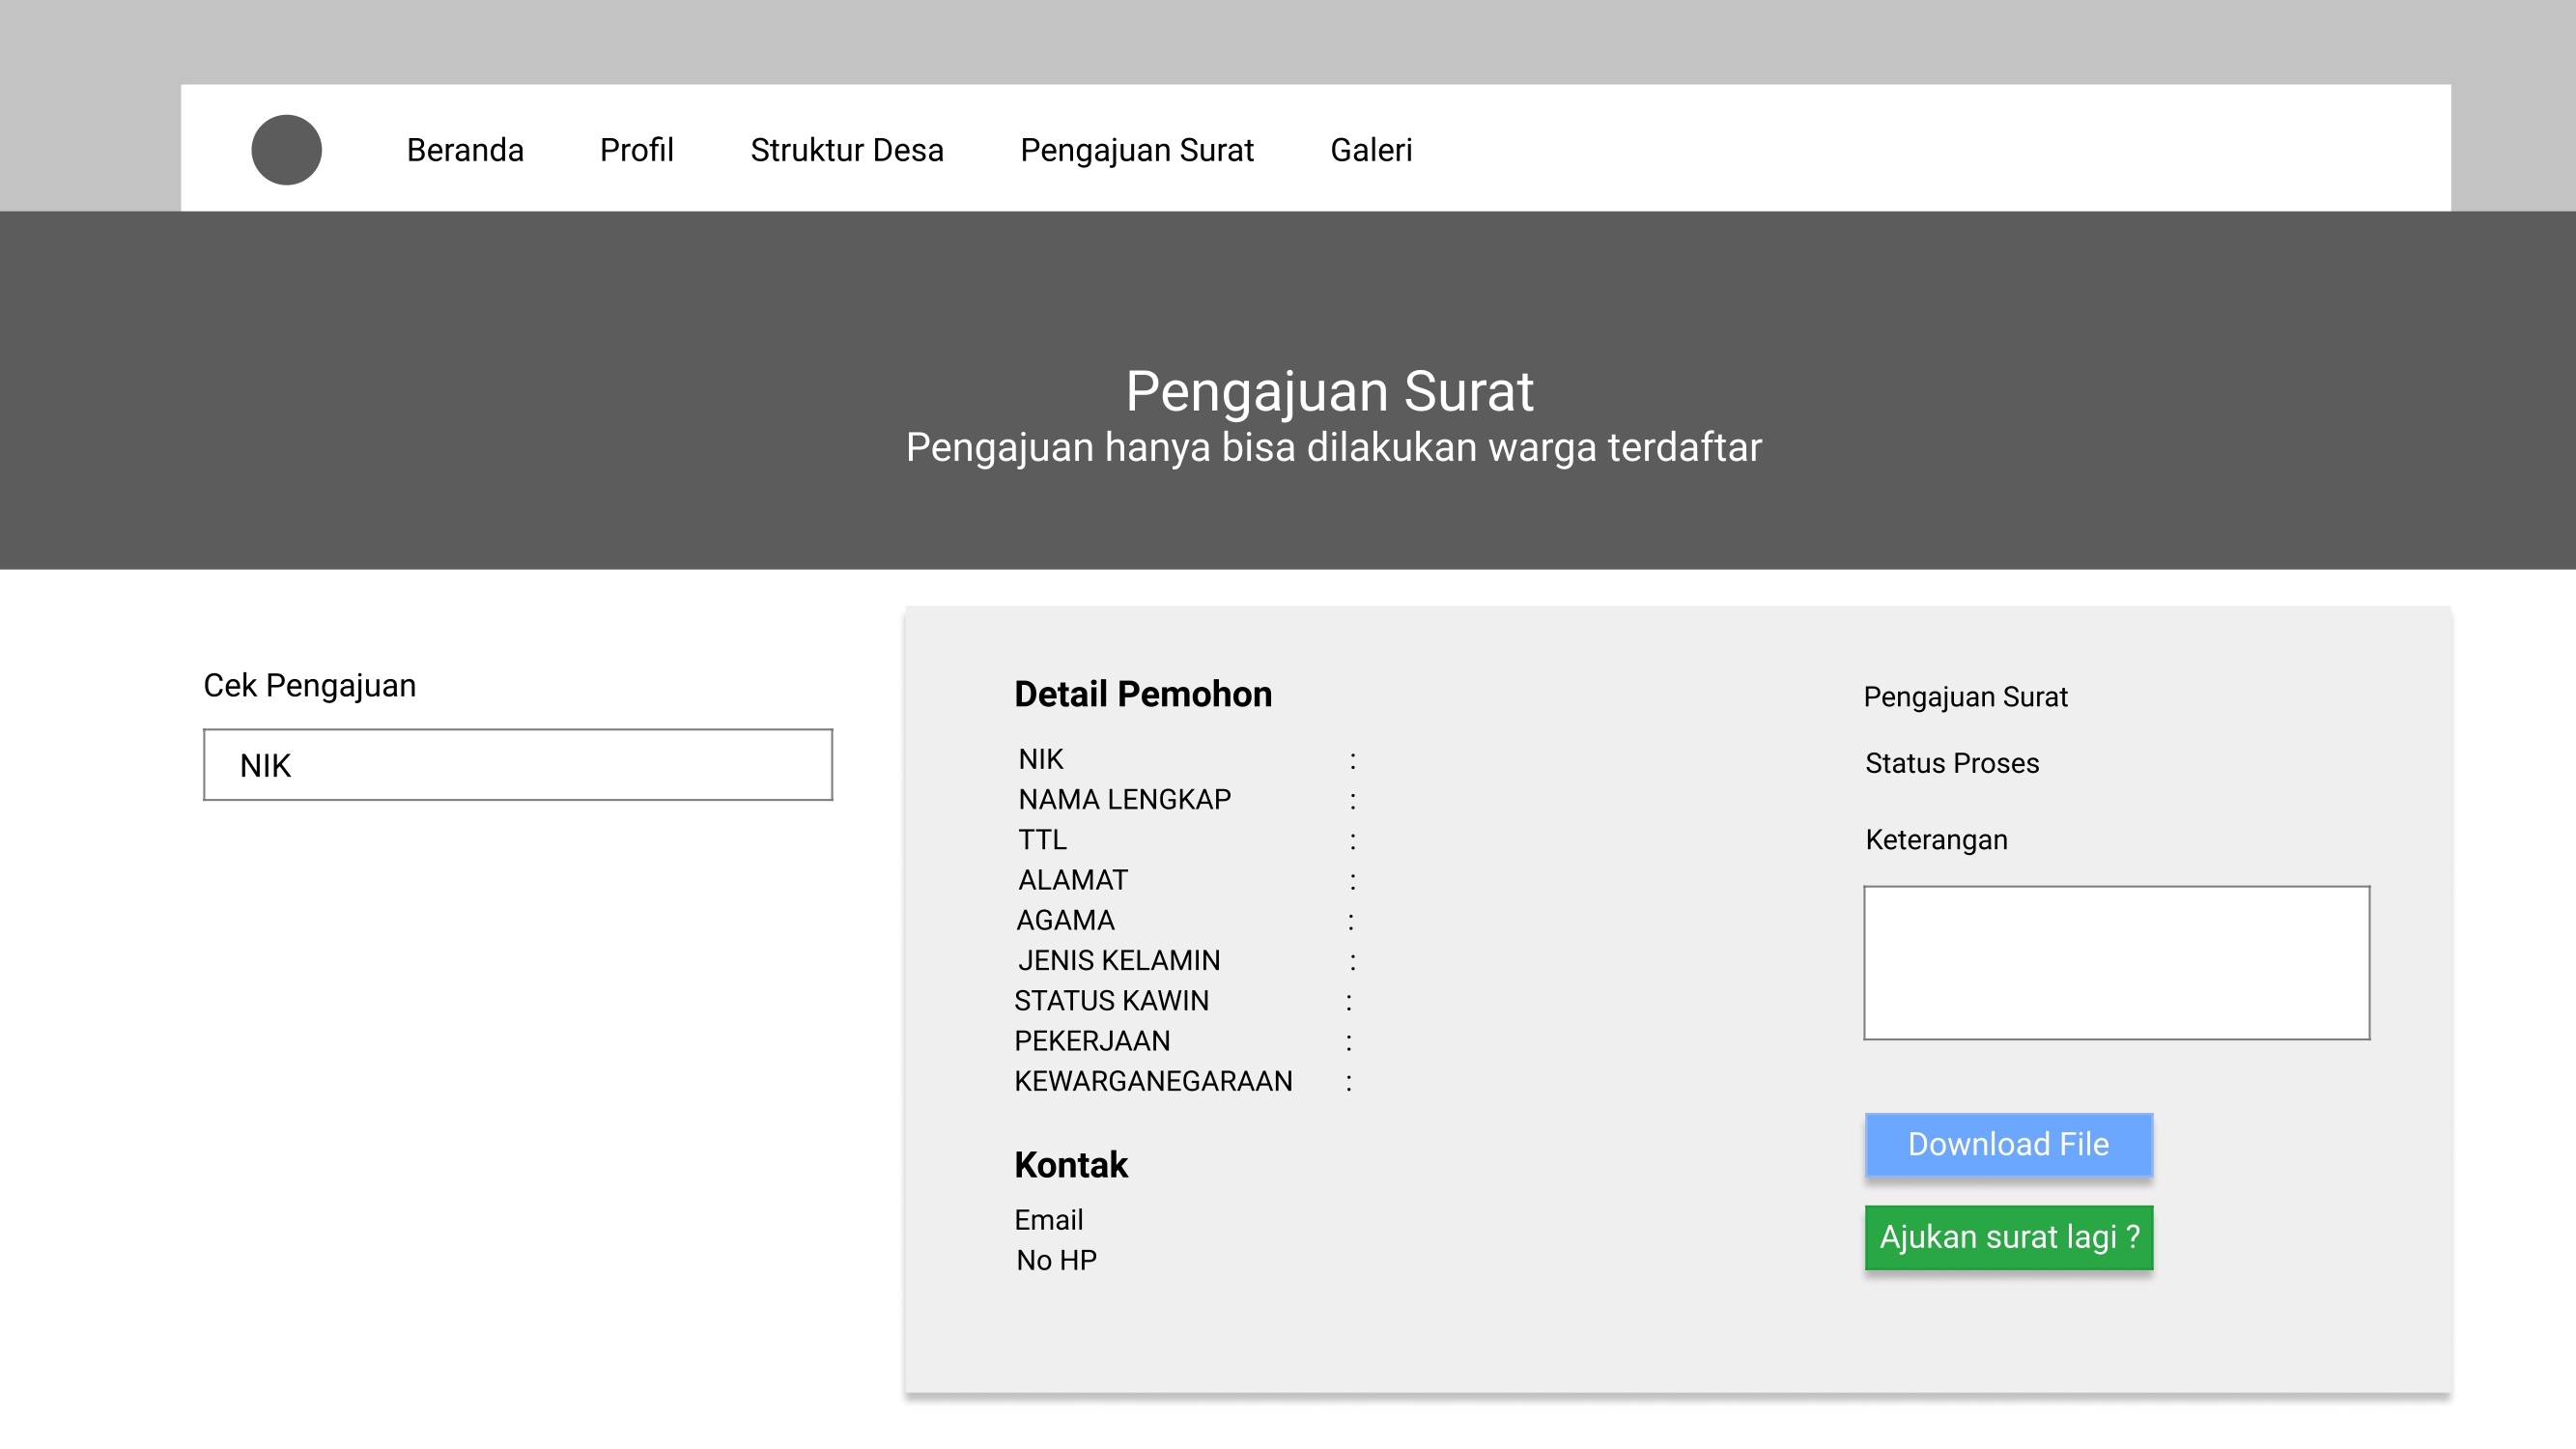 Beranda Profil Struktur Desa Pengajuan Surat Galeri
Pengajuan Surat
Pengajuan hanya bisa dilakukan warga terdaftar
Cek Pengajuan
NIK
Detail Pemohon
NIK :
NAMA LENGKAP :
TTL :
ALAMAT :
AGAMA :
JENIS KELAMIN :
STATUS KAWIN :
PEKERJAAN :
KEWARGANEGARAAN :
Kontak
Email
No HP
Pengajuan Surat
Status Proses
Keterangan
Download File
Ajukan surat lagi ?